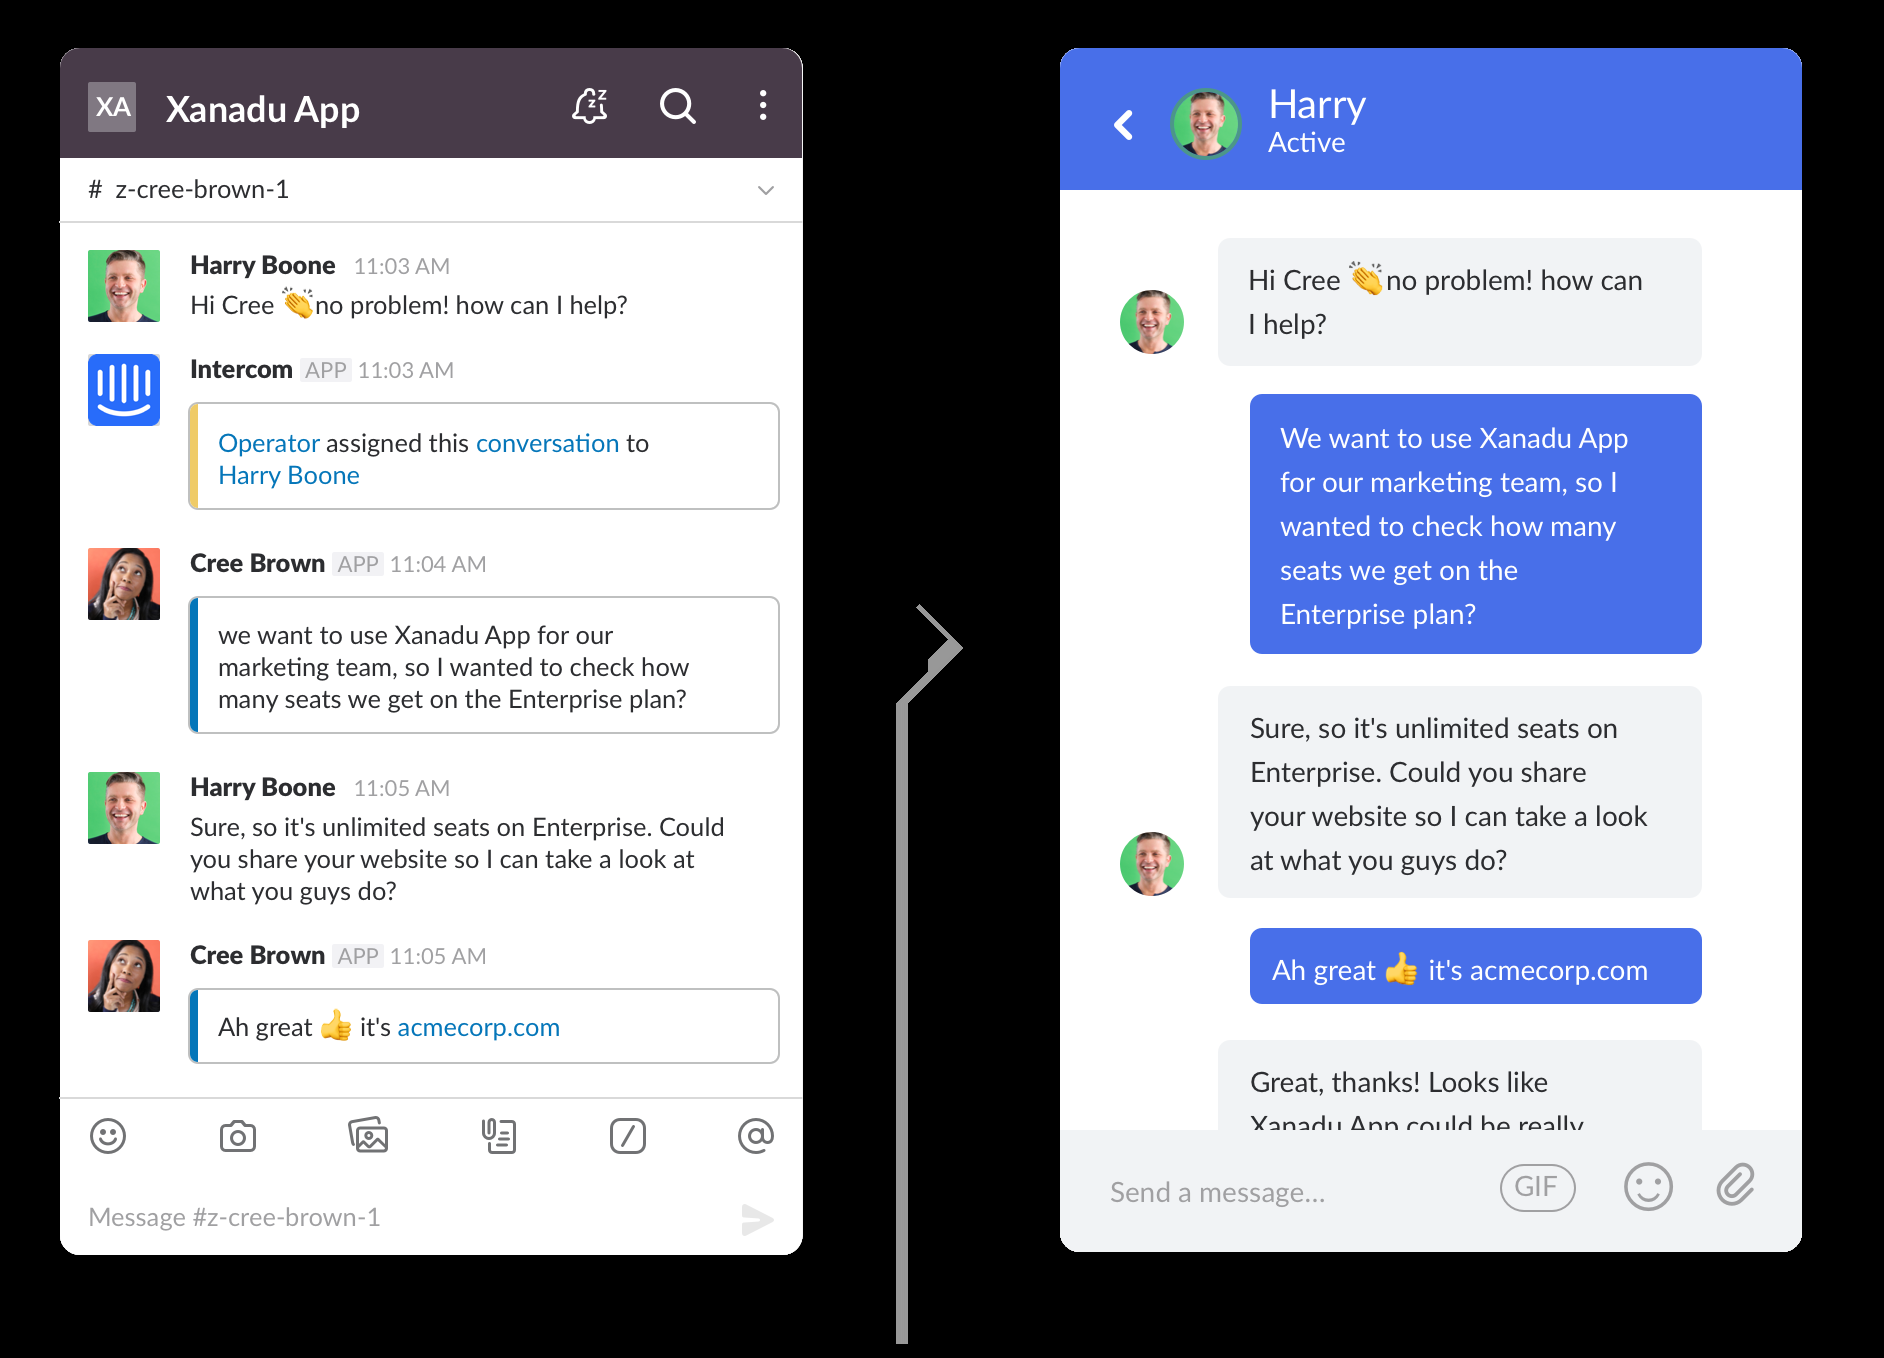 XA Xanadu App
# z-cree-brown-1
Harry Boone 11:03 AM
Hi Cree 👏no problem! how can I help?
Intercom APP 11:03 AM
Operator assigned this conversation to
Harry Boone
Cree Brown APP 11:04 AM
we want to use Xanadu App for our
marketing team, so I wanted to check how
many seats we get on the Enterprise plan?
Harry Boone 11:05 AM
Sure, so it's unlimited seats on Enterprise. Could
you share your website so I can take a look at
what you guys do?
Cree Brown APP 11:05 AM
Ah great 👍 it's acmecorp.com
Message #z-cree-brown-1
Harry
Active
Hi Cree 👏no problem! how can
I help?
We want to use Xanadu App
for our marketing team, so I
wanted to check how many
seats we get on the
Enterprise plan?
Sure, so it's unlimited seats on
Enterprise. Could you share
your website so I can take a look
at what you guys do?
Ah great 👍 it's acmecorp.com
Great, thanks! Looks like
Xanadu App could be really
Send a message...
GIF